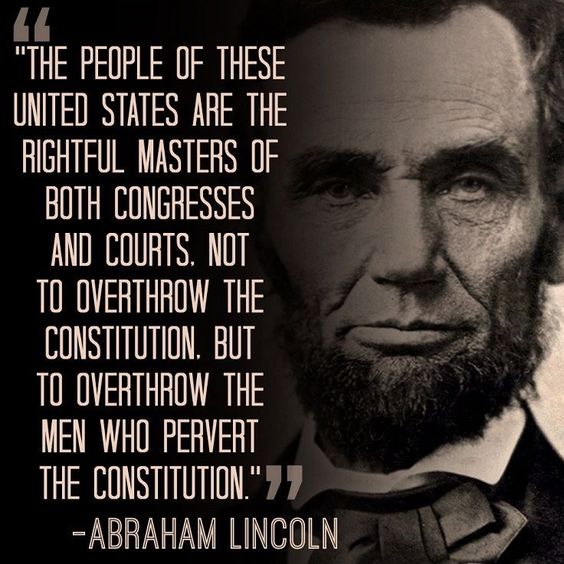 "THE PEOPLE OF THESE
UNITED STATES ARE THE
RIGHTFUL MASTERS OF
BOTH CONGRESSES
AND COURTS, NOT
TO OVERTHROW THE
CONSTITUTION, BUT
TO OVERTHROW THE
MEN WHO PERVERT
THE CONSTITUTION."
-ABRAHAM LINCOLN